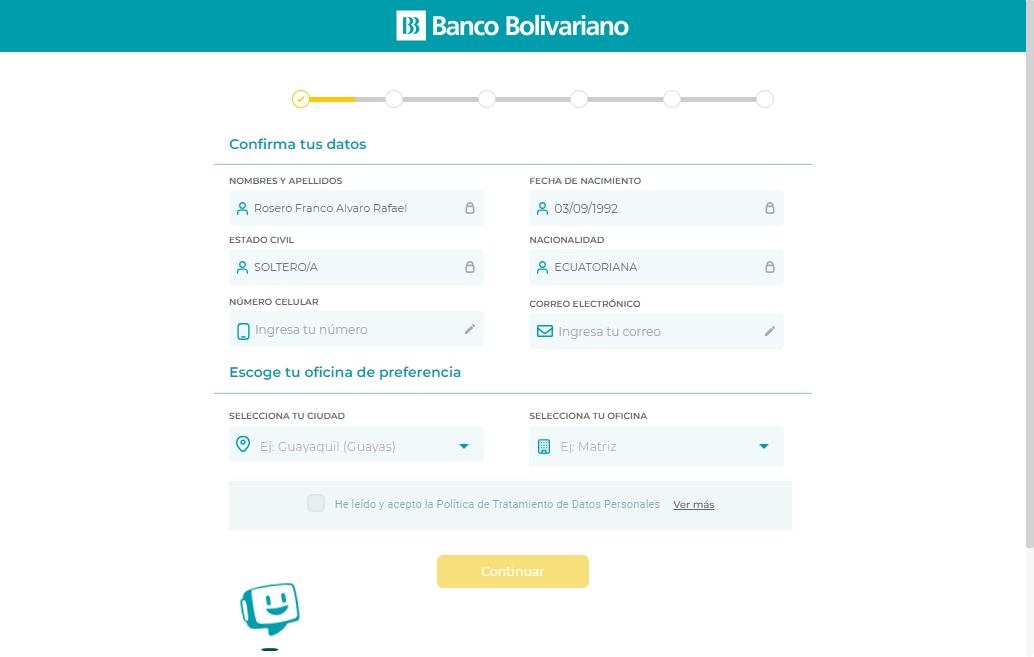 Banco Bolivariano
Confirma tus datos
NOMBRES Y APELLIDOS
FECHA DE NACIMIENTO
Rosero Franco Alvaro Rafael
03/09/1992
ESTADO CIVIL
NACIONALIDAD
SOLTERO/A
ECUATORIANA
NÚMERO CELULAR
CORREO ELECTRÓNICO
Ingresa tu número
Ingresa tu correo
Escoge tu oficina de preferencia
SELECCIONA TU CIUDAD
SELECCIONA TU OFICINA
Ej: Guayaquil (Guayas)
Ej: Matriz
He leído y acepto la Política de Tratamiento de Datos Personales Ver más
Continuar